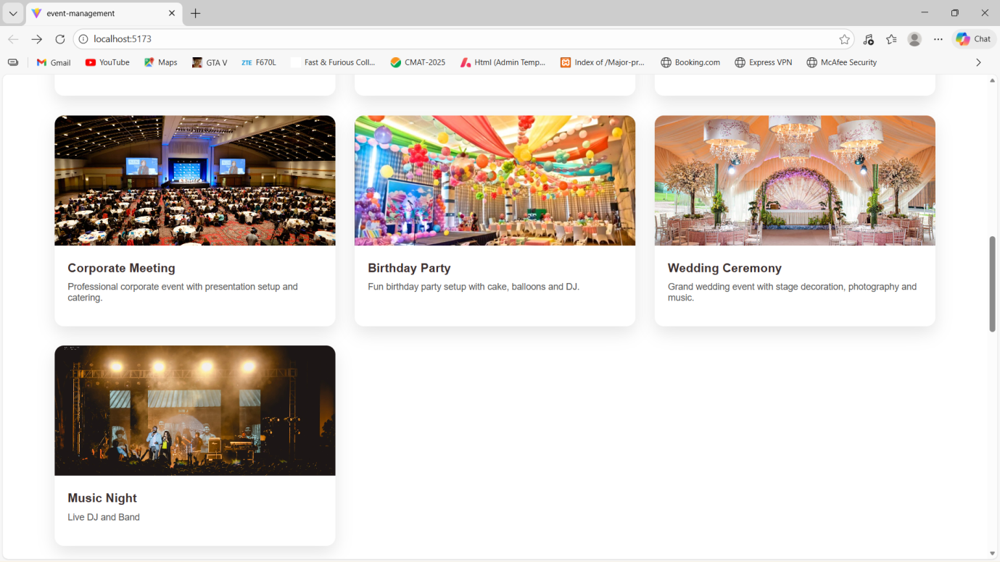 event-management
localhost:5173
Chat
Gmail
YouTube
Maps
GTA V
ZTE F670L
Fast & Furious Coll...
CMAT-2025
Html (Admin Temp...
Index of /Major-pr...
Booking.com
Express VPN
McAfee Security
Corporate Meeting
Professional corporate event with presentation setup and
catering.
Birthday Party
Fun birthday party setup with cake, balloons and DJ.
Wedding Ceremony
Grand wedding event with stage decoration, photography and
music.
Music Night
Live DJ and Band